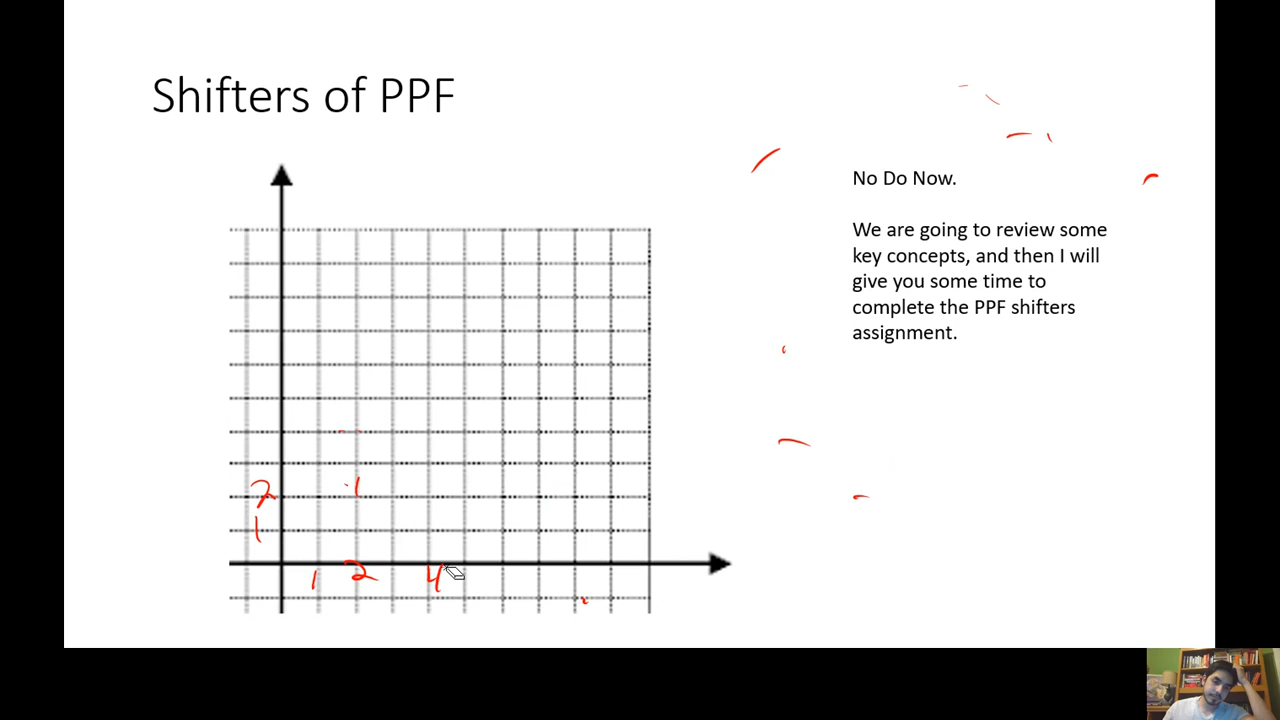 Shifters of PPF
No Do Now.
We are going to review some
key concepts, and then I will
give you some time to
complete the PPF shifters
assignment.
2
1
1 2 4